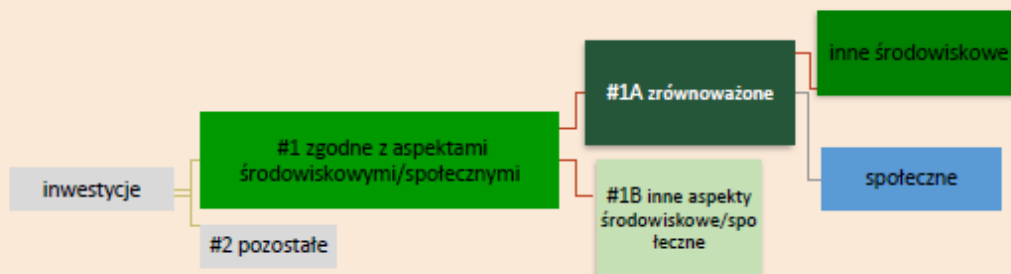 inwestycje
#1 zgodne z aspektami
środowiskowymi/społecznymi
#2 pozostałe
#1A zrównoważone
#1B inne aspekty
środowiskowe/spo
łeczne
inne środowiskowe
społeczne